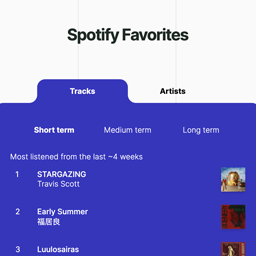 Spotify Favorites
Tracks
Artists
Short term
Medium term
Long term
Most listened from the last ~4 weeks
1
STARGAZING
Travis Scott
2
Early Summer
福居良
3
Luulosairas